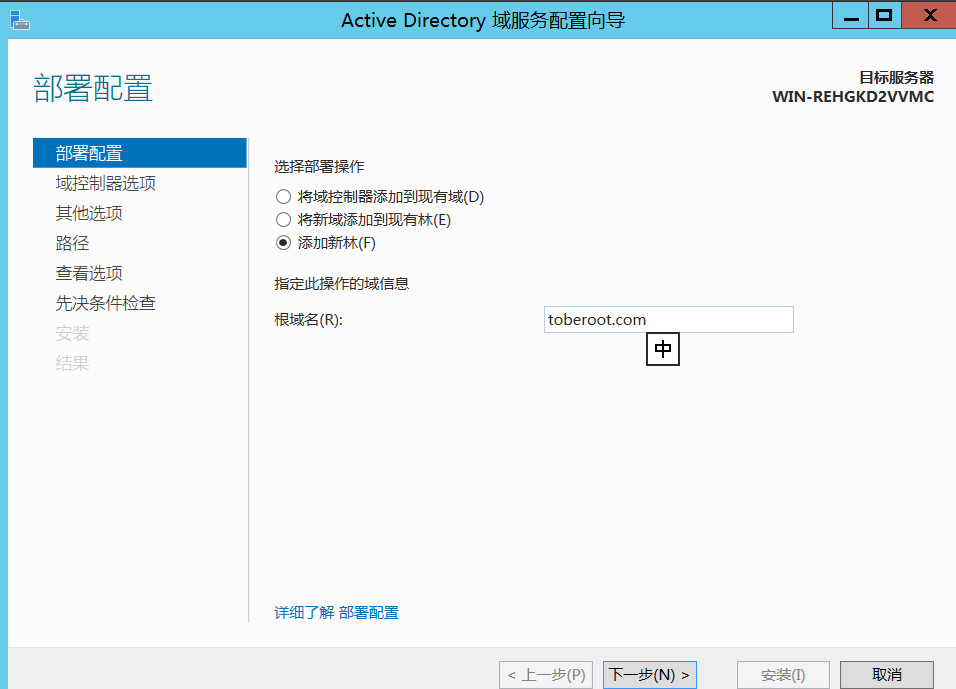 Active Directory 域服务配置向导
部署配置
目标服务器
WIN-REHGKD2VVMC
部署配置
域控制器选项
其他选项
路径
查看选项
先决条件检查
安装
结果
选择部署操作
将域控制器添加到现有域(D)
将新域添加到现有林(E)
添加新林(F)
指定此操作的域信息
根域名(R): toberoot.com
中
详细了解 部署配置
< 上一步(P) 下一步(N) > 安装(I) 取消